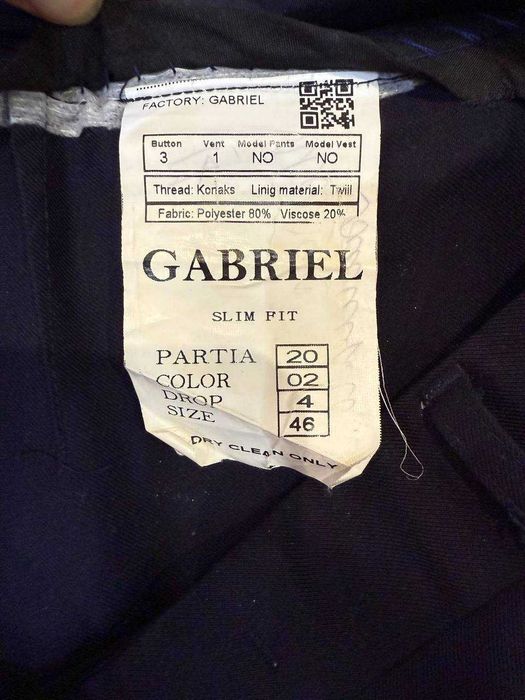 FACTORY: GABRIEL
Button Vent Model Pants Model Vest
3 1 NO NO
Thread: Konaks Linig material: Twill
Fabric: Polyester 80% Viscose 20%
GABRIEL
SLIM FIT
PARTIA 20
COLOR 02
DROP 4
SIZE 46
DRY CLEAN ONLY